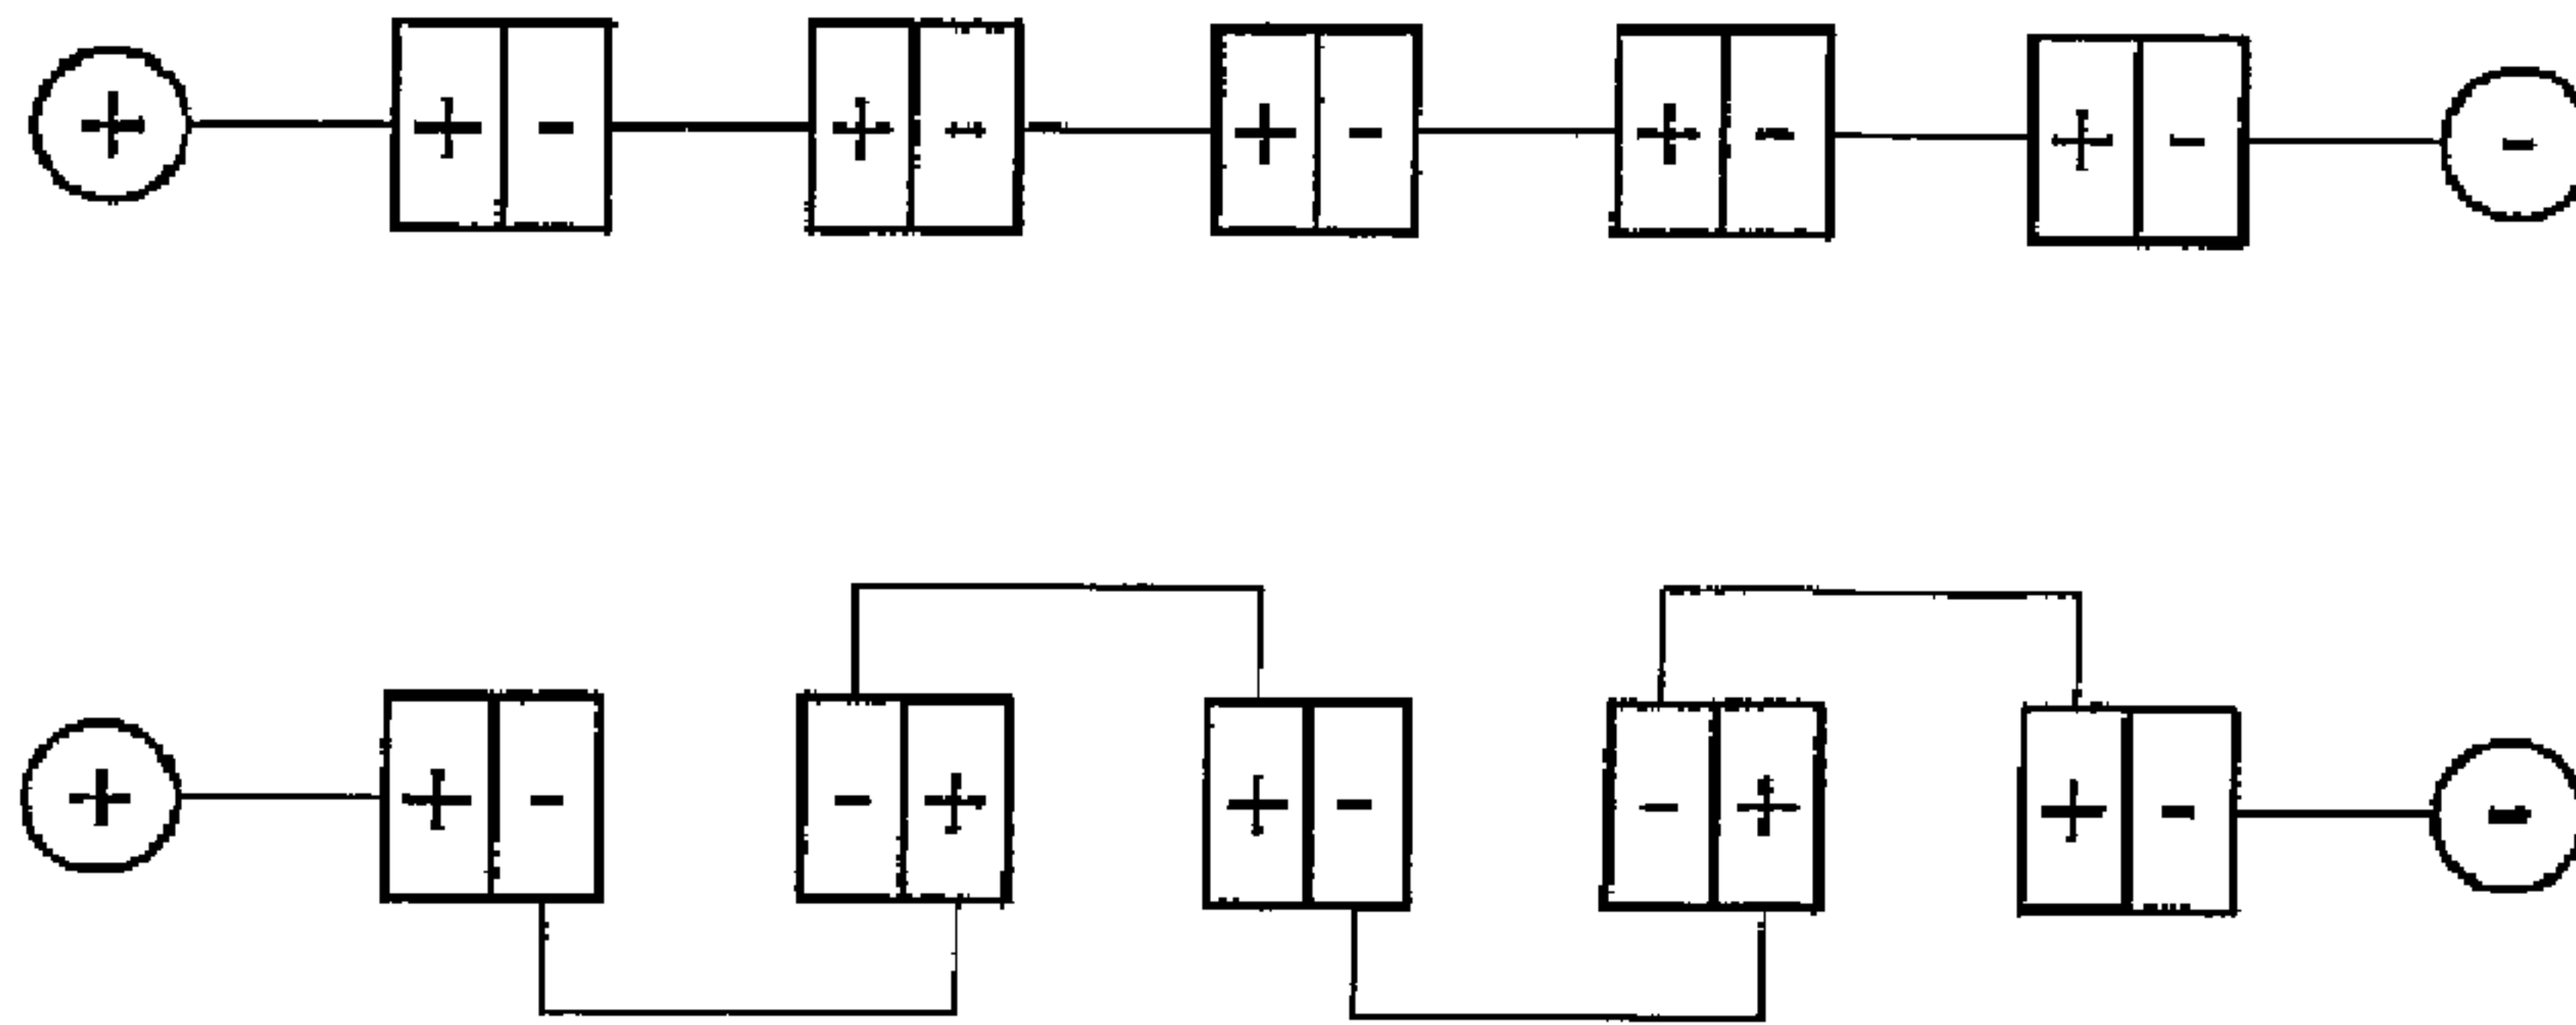 + + - + - + - + - + - -
+ + - - + + - - + + - -